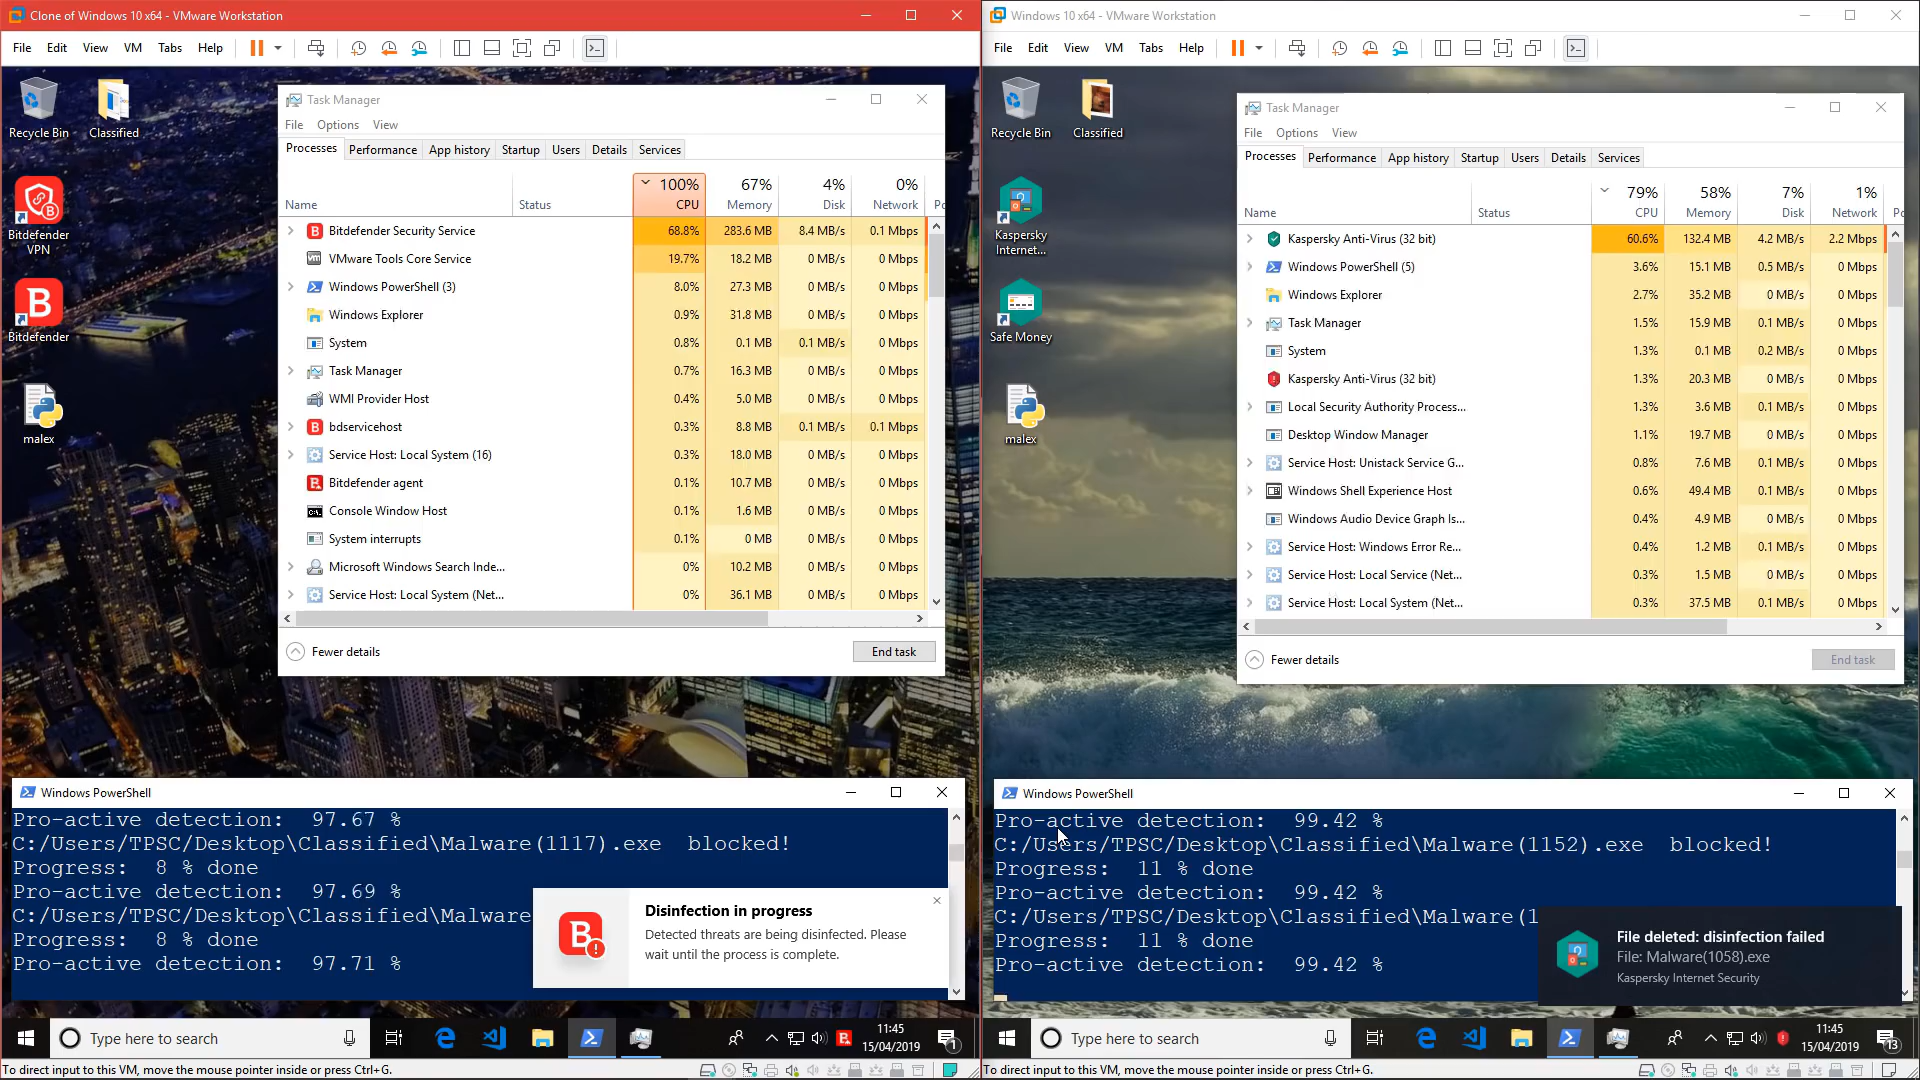 Clone of Windows 10 x64 - VMware Workstation
File Edit View VM Tabs Help
Recycle Bin
Classified
Bitdefender VPN
Bitdefender
malex
Task Manager
File Options View
Processes Performance App history Startup Users Details Services
100% 67% 4% 0%
Name Status CPU Memory Disk Network Pc
Bitdefender Security Service 68.8% 283.6 MB 8.4 MB/s 0.1 Mbps
VMware Tools Core Service 19.7% 18.2 MB 0 MB/s 0 Mbps
Windows PowerShell (3) 8.0% 27.3 MB 0 MB/s 0 Mbps
Windows Explorer 0.9% 31.8 MB 0 MB/s 0 Mbps
System 0.8% 0.1 MB 0.1 MB/s 0 Mbps
Task Manager 0.7% 16.3 MB 0 MB/s 0 Mbps
WMI Provider Host 0.4% 5.0 MB 0 MB/s 0 Mbps
bdservicehost 0.3% 8.8 MB 0.1 MB/s 0.1 Mbps
Service Host: Local System (16) 0.3% 18.0 MB 0 MB/s 0 Mbps
Bitdefender agent 0.1% 10.7 MB 0 MB/s 0 Mbps
Console Window Host 0.1% 1.6 MB 0 MB/s 0 Mbps
System interrupts 0.1% 0 MB 0 MB/s 0 Mbps
Microsoft Windows Search Inde... 0% 10.2 MB 0 MB/s 0 Mbps
Service Host: Local System (Net... 0% 36.1 MB 0 MB/s 0 Mbps
Fewer details
End task
Windows PowerShell
Pro-active detection: 97.67 %
C:/Users/TPSC/Desktop\Classified\Malware(1117).exe blocked!
Progress: 8 % done
Pro-active detection: 97.69 %
C:/Users/TPSC/Desktop\Classified\Malware
Progress: 8 % done
Pro-active detection: 97.71 %
Disinfection in progress
Detected threats are being disinfected. Please
wait until the process is complete.
Type here to search
11:45
15/04/2019
1
To direct input to this VM, move the mouse pointer inside or press Ctrl+G.
Windows 10 x64 - VMware Workstation
File Edit View VM Tabs Help
Recycle Bin
Classified
Kaspersky Internet...
Safe Money
malex
Task Manager
File Options View
Processes Performance App history Startup Users Details Services
79% 58% 7% 1%
Name Status CPU Memory Disk Network Pc
Kaspersky Anti-Virus (32 bit) 60.6% 132.4 MB 4.2 MB/s 2.2 Mbps
Windows PowerShell (5) 3.6% 15.1 MB 0.5 MB/s 0 Mbps
Windows Explorer 2.7% 35.2 MB 0 MB/s 0 Mbps
Task Manager 1.5% 15.9 MB 0.1 MB/s 0 Mbps
System 1.3% 0.1 MB 0.2 MB/s 0 Mbps
Kaspersky Anti-Virus (32 bit) 1.3% 20.3 MB 0 MB/s 0 Mbps
Local Security Authority Process... 1.3% 3.6 MB 0.1 MB/s 0 Mbps
Desktop Window Manager 1.1% 19.7 MB 0 MB/s 0 Mbps
Service Host: Unistack Service G... 0.8% 7.6 MB 0.1 MB/s 0 Mbps
Windows Shell Experience Host 0.6% 49.4 MB 0.1 MB/s 0 Mbps
Windows Audio Device Graph Is... 0.4% 4.9 MB 0 MB/s 0 Mbps
Service Host: Windows Error Re... 0.4% 1.2 MB 0.1 MB/s 0 Mbps
Service Host: Local Service (Net... 0.3% 1.5 MB 0 MB/s 0 Mbps
Service Host: Local System (Net... 0.3% 37.5 MB 0.1 MB/s 0 Mbps
Fewer details
End task
Windows PowerShell
Pro-active detection: 99.42 %
C:/Users/TPSC/Desktop\Classified\Malware(1152).exe blocked!
Progress: 11 % done
Pro-active detection: 99.42 %
C:/Users/TPSC/Desktop\Classified\Malware(1
Progress: 11 % done
Pro-active detection: 99.42 %
File deleted: disinfection failed
File: Malware(1058).exe
Kaspersky Internet Security
Type here to search
11:45
15/04/2019
13
To direct input to this VM, move the mouse pointer inside or press Ctrl+G.